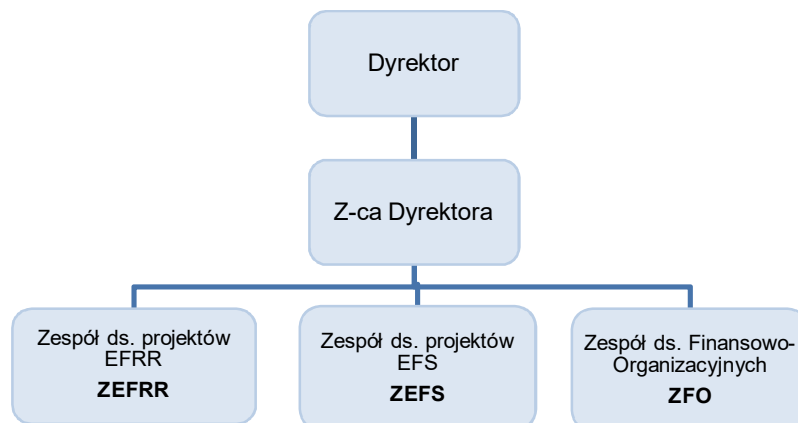 Dyrektor
Z-ca Dyrektora
Zespół ds. projektów
EFRR
ZEFRR
Zespół ds. projektów
EFS
ZEFS
Zespół ds. Finansowo-
Organizacyjnych
ZFO